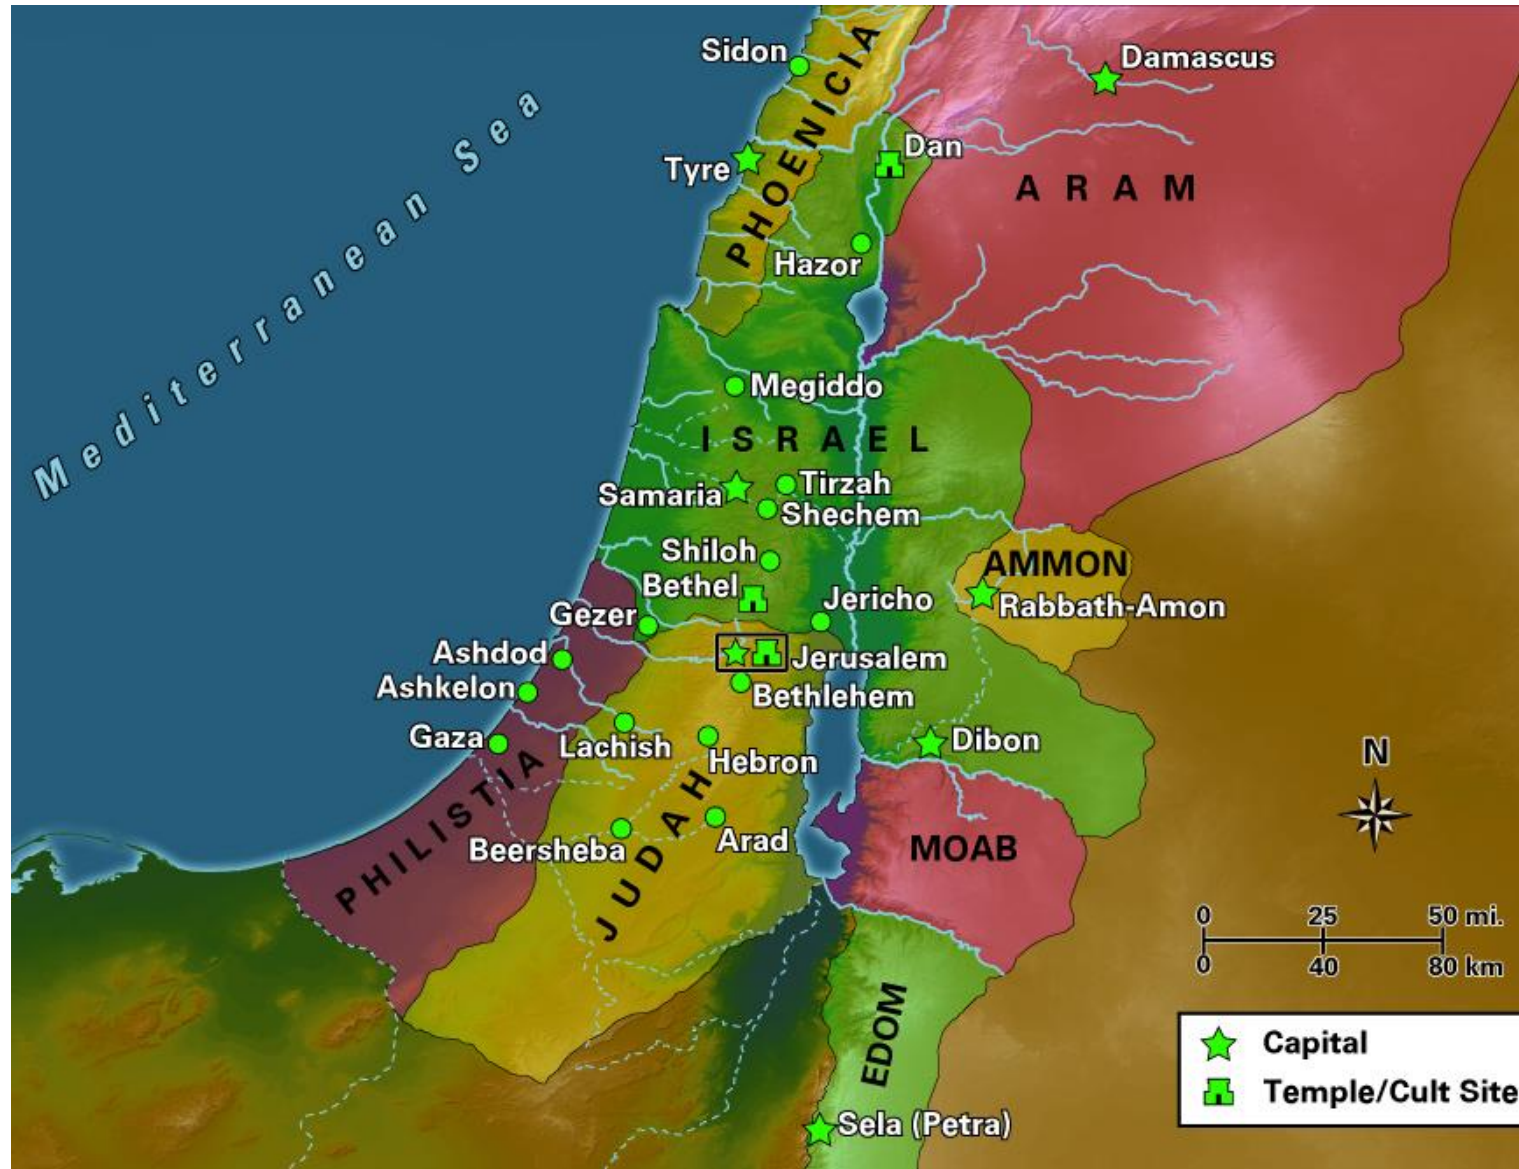 Sidon
PHOENICIA
Damascus
Tyre
Dan
ARAM
Mediterranean Sea
Hazor
Megiddo
ISRAEL
Samaria
Tirzah
Shechem
Shiloh
AMMON
Bethel
Rabbath-Amon
Jericho
Gezer
Ashdod
Jerusalem
Ashkelon
Bethlehem
Gaza
Lachish
Dibon
Hebron
PHILISTIA
JUDAH
Beersheba
Arad
MOAB
N
0 25 50 mi.
0 40 80 km
EDOM
Capital
Temple/Cult Site
Sela (Petra)